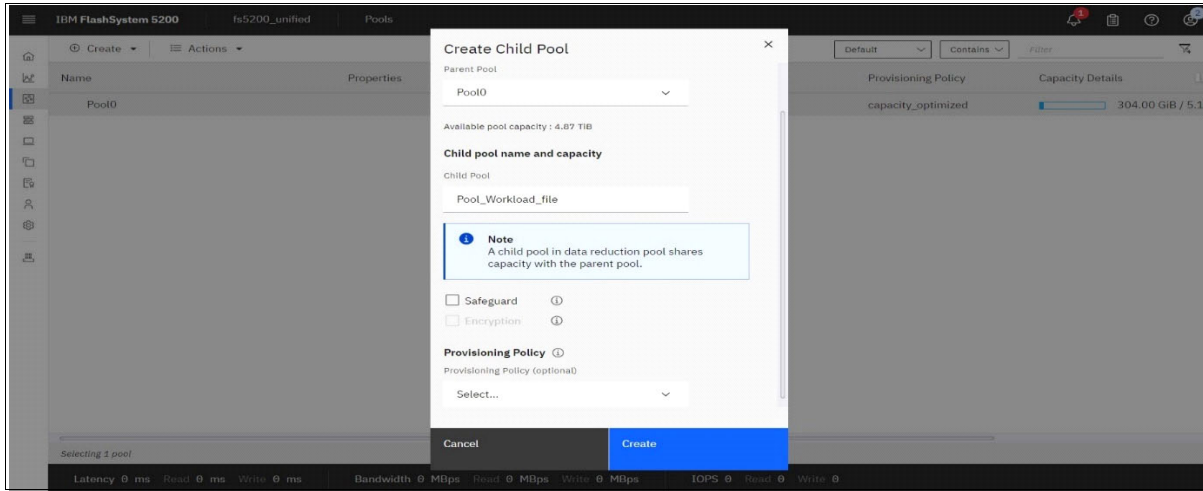 IBM FlashSystem 5200 fs5200_unified Pools
Create Actions
Default Contains Filter
Name Properties Provisioning Policy Capacity Details
Pool0 capacity_optimized 304.00 GiB / 5.1
Create Child Pool
Parent Pool
Pool0
Available pool capacity : 4.87 TiB
Child pool name and capacity
Child Pool
Pool_Workload_file
Note
A child pool in data reduction pool shares
capacity with the parent pool.
Safeguard
Encryption
Provisioning Policy
Provisioning Policy (optional)
Select...
Cancel Create
Selecting 1 pool
Latency 0 ms Read 0 ms Write 0 ms Bandwidth 0 MBps Read 0 MBps Write 0 MBps IOPS 0 Read 0 Write 0